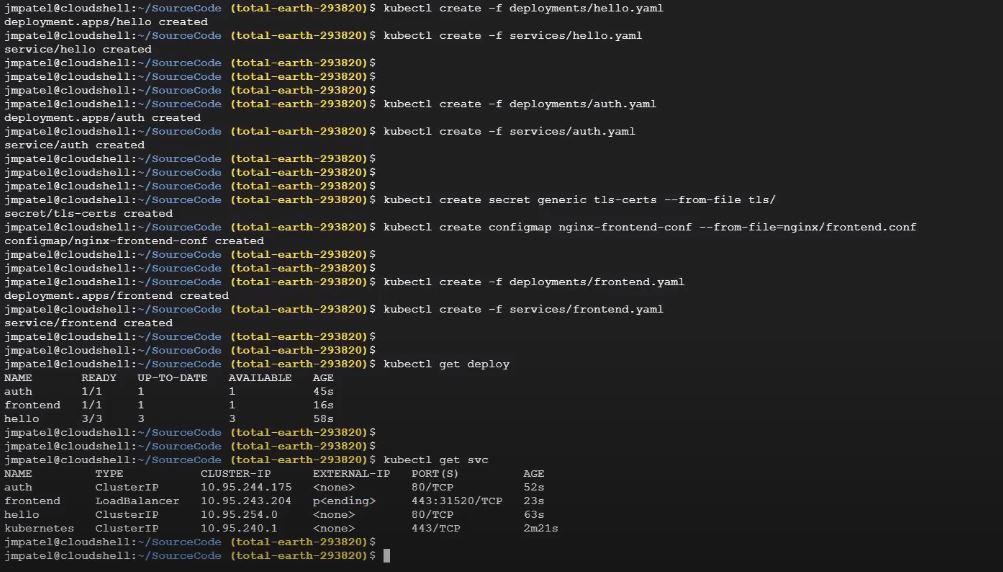 jmpatel@cloudshell:~/SourceCode (total-earth-293820)$ kubectl create -f deployments/hello.yaml
deployment.apps/hello created
jmpatel@cloudshell:~/SourceCode (total-earth-293820)$ kubectl create -f services/hello.yaml
service/hello created
jmpatel@cloudshell:~/SourceCode (total-earth-293820)$
jmpatel@cloudshell:~/SourceCode (total-earth-293820)$
jmpatel@cloudshell:~/SourceCode (total-earth-293820)$
jmpatel@cloudshell:~/SourceCode (total-earth-293820)$ kubectl create -f deployments/auth.yaml
deployment.apps/auth created
jmpatel@cloudshell:~/SourceCode (total-earth-293820)$ kubectl create -f services/auth.yaml
service/auth created
jmpatel@cloudshell:~/SourceCode (total-earth-293820)$
jmpatel@cloudshell:~/SourceCode (total-earth-293820)$
jmpatel@cloudshell:~/SourceCode (total-earth-293820)$
jmpatel@cloudshell:~/SourceCode (total-earth-293820)$ kubectl create secret generic tls-certs --from-file tls/
secret/tls-certs created
jmpatel@cloudshell:~/SourceCode (total-earth-293820)$ kubectl create configmap nginx-frontend-conf --from-file=nginx/frontend.conf
configmap/nginx-frontend-conf created
jmpatel@cloudshell:~/SourceCode (total-earth-293820)$
jmpatel@cloudshell:~/SourceCode (total-earth-293820)$
jmpatel@cloudshell:~/SourceCode (total-earth-293820)$ kubectl create -f deployments/frontend.yaml
deployment.apps/frontend created
jmpatel@cloudshell:~/SourceCode (total-earth-293820)$ kubectl create -f services/frontend.yaml
service/frontend created
jmpatel@cloudshell:~/SourceCode (total-earth-293820)$
jmpatel@cloudshell:~/SourceCode (total-earth-293820)$
jmpatel@cloudshell:~/SourceCode (total-earth-293820)$ kubectl get deploy
NAME READY UP-TO-DATE AVAILABLE AGE
auth 1/1 1 1 45s
frontend 1/1 1 1 16s
hello 3/3 3 3 58s
jmpatel@cloudshell:~/SourceCode (total-earth-293820)$
jmpatel@cloudshell:~/SourceCode (total-earth-293820)$
jmpatel@cloudshell:~/SourceCode (total-earth-293820)$ kubectl get svc
NAME TYPE CLUSTER-IP EXTERNAL-IP PORT(S) AGE
auth ClusterIP 10.95.244.175 <none> 80/TCP 52s
frontend LoadBalancer 10.95.243.204 p<ending> 443:31520/TCP 23s
hello ClusterIP 10.95.254.0 <none> 80/TCP 63s
kubernetes ClusterIP 10.95.240.1 <none> 443/TCP 2m21s
jmpatel@cloudshell:~/SourceCode (total-earth-293820)$
jmpatel@cloudshell:~/SourceCode (total-earth-293820)$